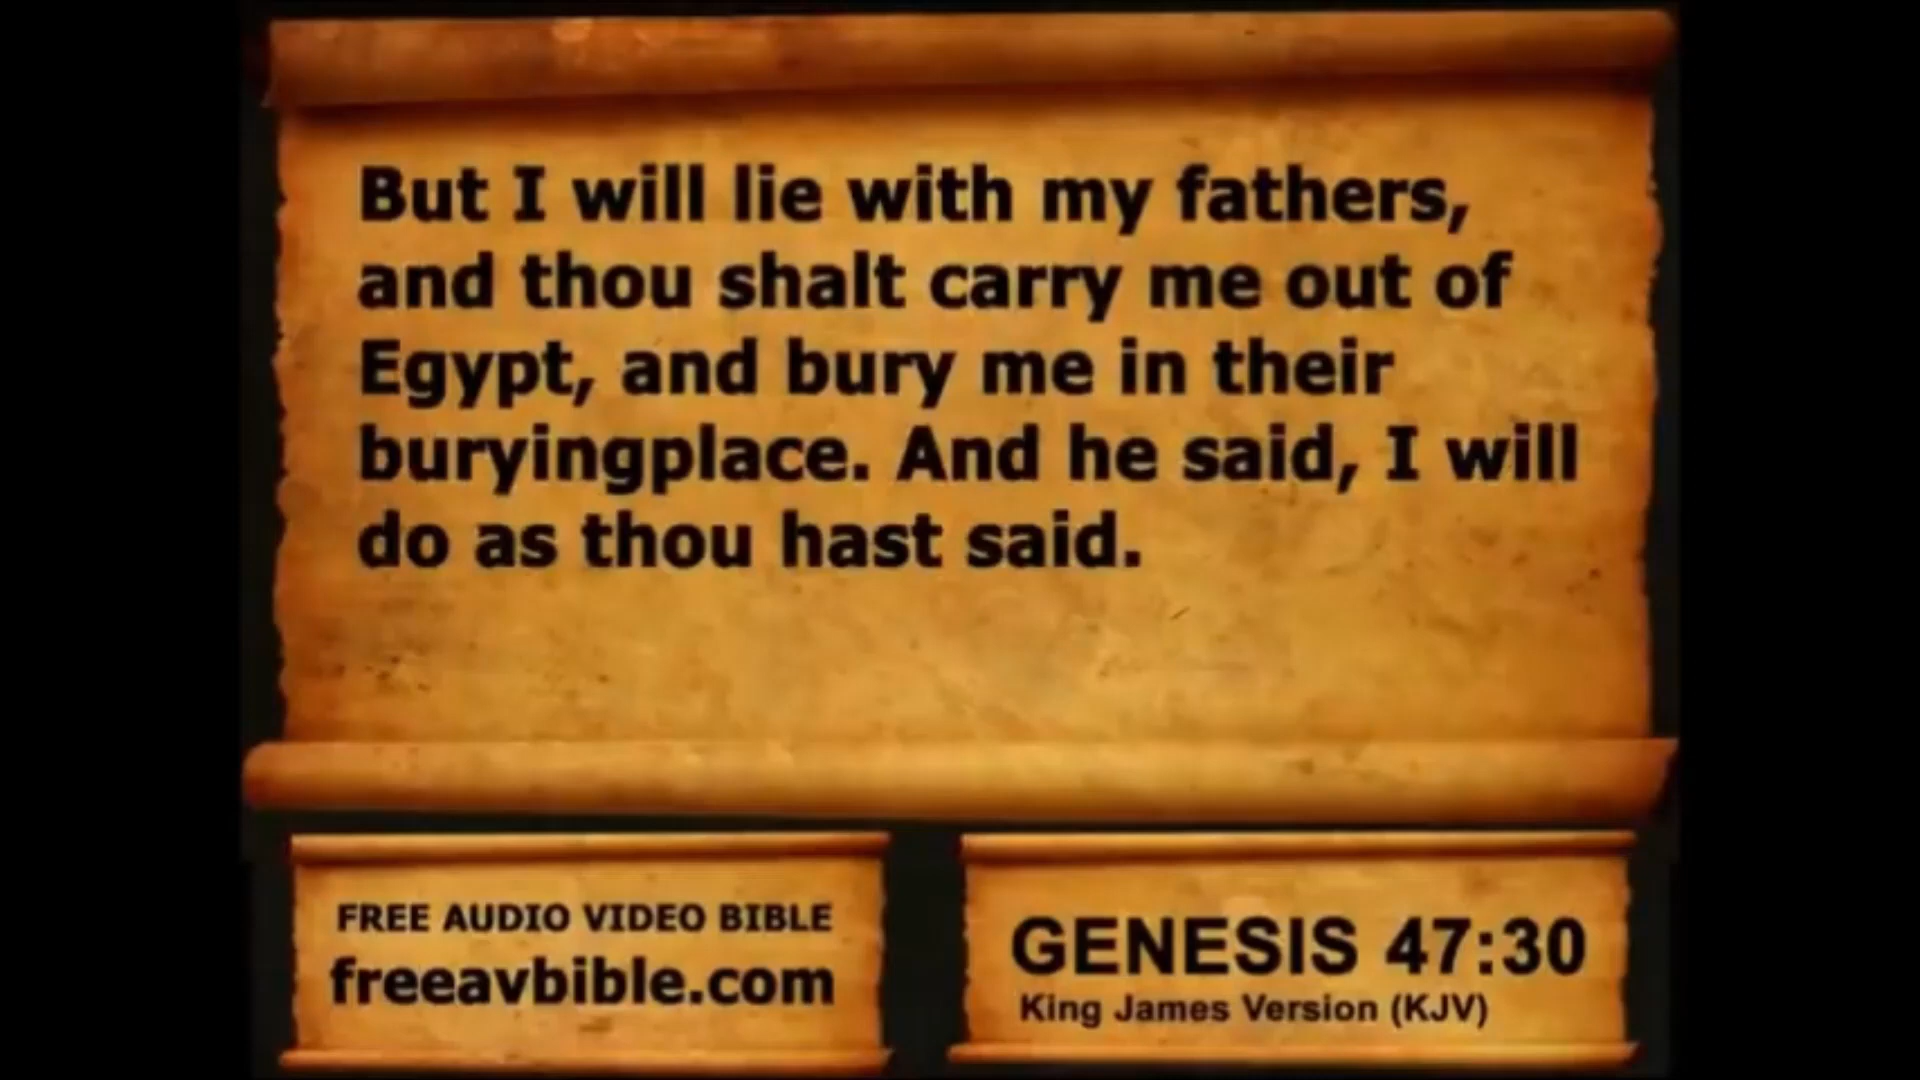 But I will lie with my fathers,
and thou shalt carry me out of
Egypt, and bury me in their
buryingplace. And he said, I will
do as thou hast said.
FREE AUDIO VIDEO BIBLE
freeavbible.com
GENESIS 47:30
King James Version (KJV)